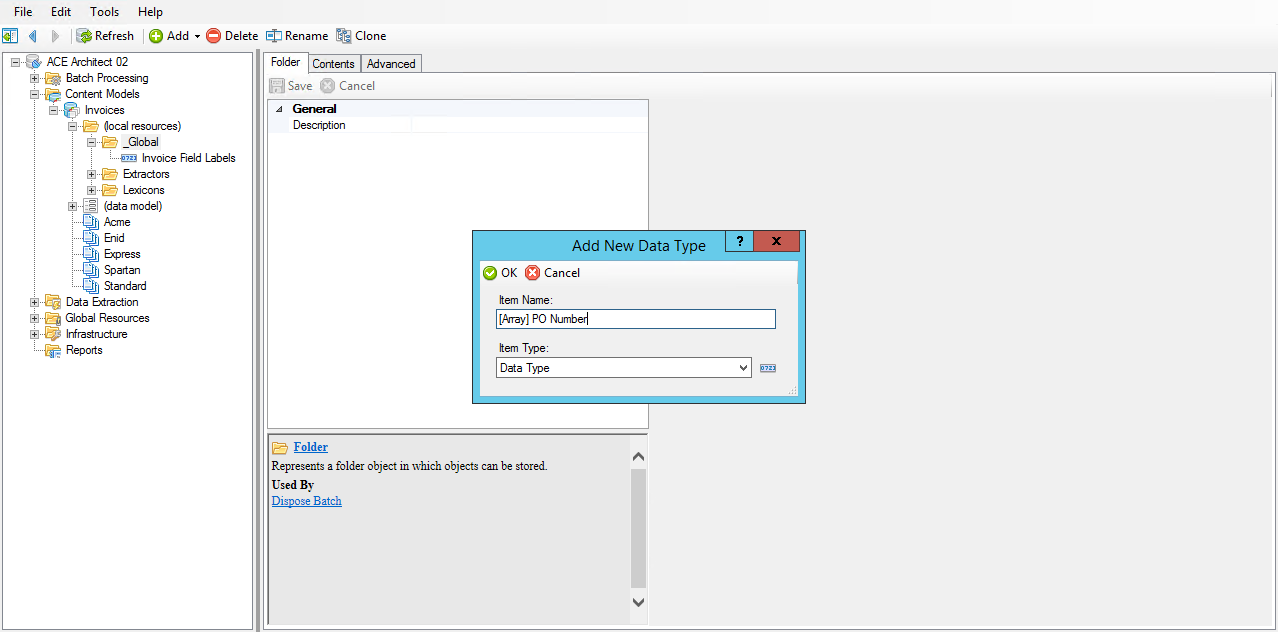 File Edit Tools Help
Refresh Add Delete Rename Clone
ACE Architect 02
Batch Processing
Content Models
Invoices
(local resources)
_Global
0723 Invoice Field Labels
Extractors
Lexicons
(data model)
Acme
Enid
Express
Spartan
Standard
Data Extraction
Global Resources
Infrastructure
Reports
Folder Contents Advanced
Save Cancel
General
Description
Add New Data Type ? X
OK Cancel
Item Name:
[Array] PO Number
Item Type:
Data Type 0723
Folder
Represents a folder object in which objects can be stored.
Used By
Dispose Batch